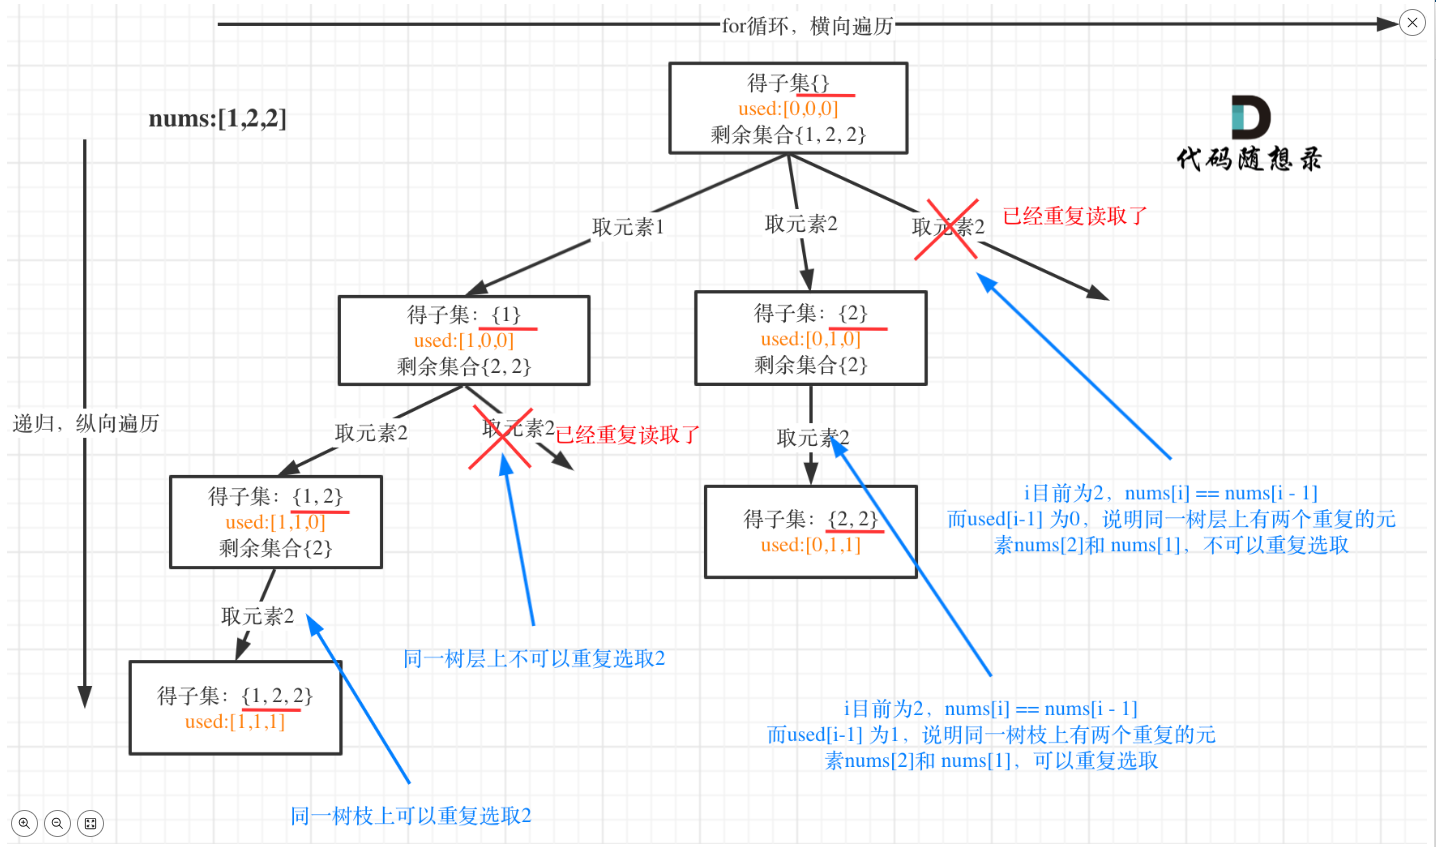 for循环，横向遍历
nums:[1,2,2]
得子集{}
used:[0,0,0]
剩余集合{1, 2, 2}
代码随想录
取元素1
取元素2
取元素2
已经重复读取了
得子集：{1}
used:[1,0,0]
剩余集合{2, 2}
得子集：{2}
used:[0,1,0]
剩余集合{2}
递归，纵向遍历
取元素2
取元素2
已经重复读取了
取元素2
得子集：{1, 2}
used:[1,1,0]
剩余集合{2}
得子集：{2, 2}
used:[0,1,1]
i目前为2，nums[i] == nums[i - 1]
而used[i-1] 为0，说明同一树层上有两个重复的元
素nums[2]和 nums[1]，不可以重复选取
取元素2
同一树层上不可以重复选取2
得子集：{1, 2, 2}
used:[1,1,1]
i目前为2，nums[i] == nums[i - 1]
而used[i-1] 为1，说明同一树枝上有两个重复的元
素nums[2]和 nums[1]，可以重复选取
同一树枝上可以重复选取2